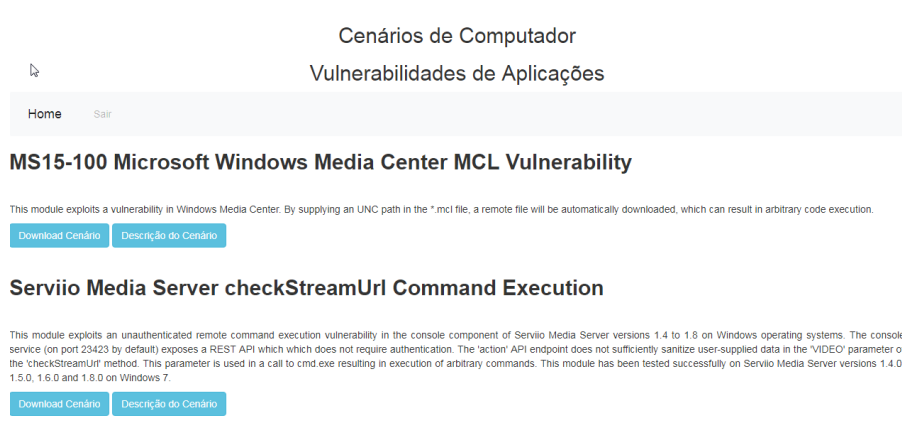 Cenários de Computador
Vulnerabilidades de Aplicações
Home Sair
MS15-100 Microsoft Windows Media Center MCL Vulnerability
This module exploits a vulnerability in Windows Media Center. By supplying an UNC path in the *.mcl file, a remote file will be automatically downloaded, which can result in arbitrary code execution.
Download Cenário Descrição do Cenário
Serviio Media Server checkStreamUrl Command Execution
This module exploits an unauthenticated remote command execution vulnerability in the console component of Serviio Media Server versions 1.4 to 1.8 on Windows operating systems. The console
service (on port 23423 by default) exposes a REST API which which does not require authentication. The 'action' API endpoint does not sufficiently sanitize user-supplied data in the 'VIDEO' parameter o
the 'checkStreamUrl' method. This parameter is used in a call to cmd.exe resulting in execution of arbitrary commands. This module has been tested successfully on Serviio Media Server versions 1.4.0
1.5.0, 1.6.0 and 1.8.0 on Windows 7.
Download Cenário Descrição do Cenário